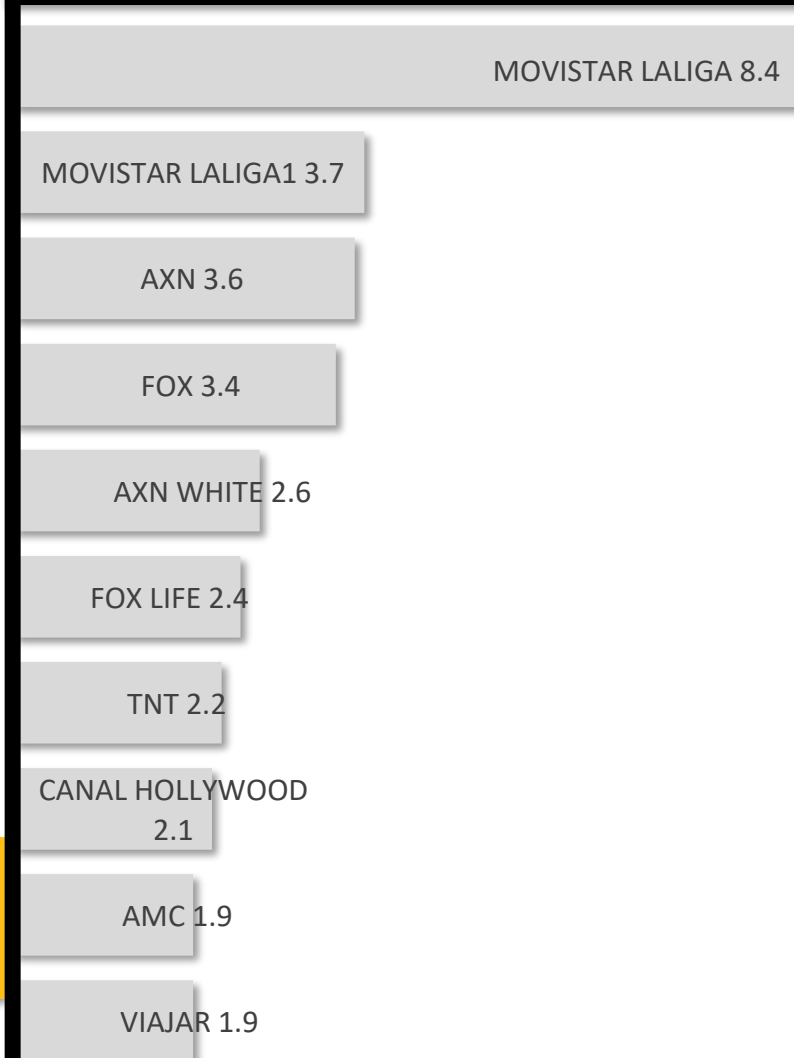 MOVISTAR LALIGA 8.4
MOVISTAR LALIGA1 3.7
AXN 3.6
FOX 3.4
AXN WHITE 2.6
FOX LIFE 2.4
TNT 2.2
CANAL HOLLYWOOD
2.1
AMC 1.9
VIAJAR 1.9